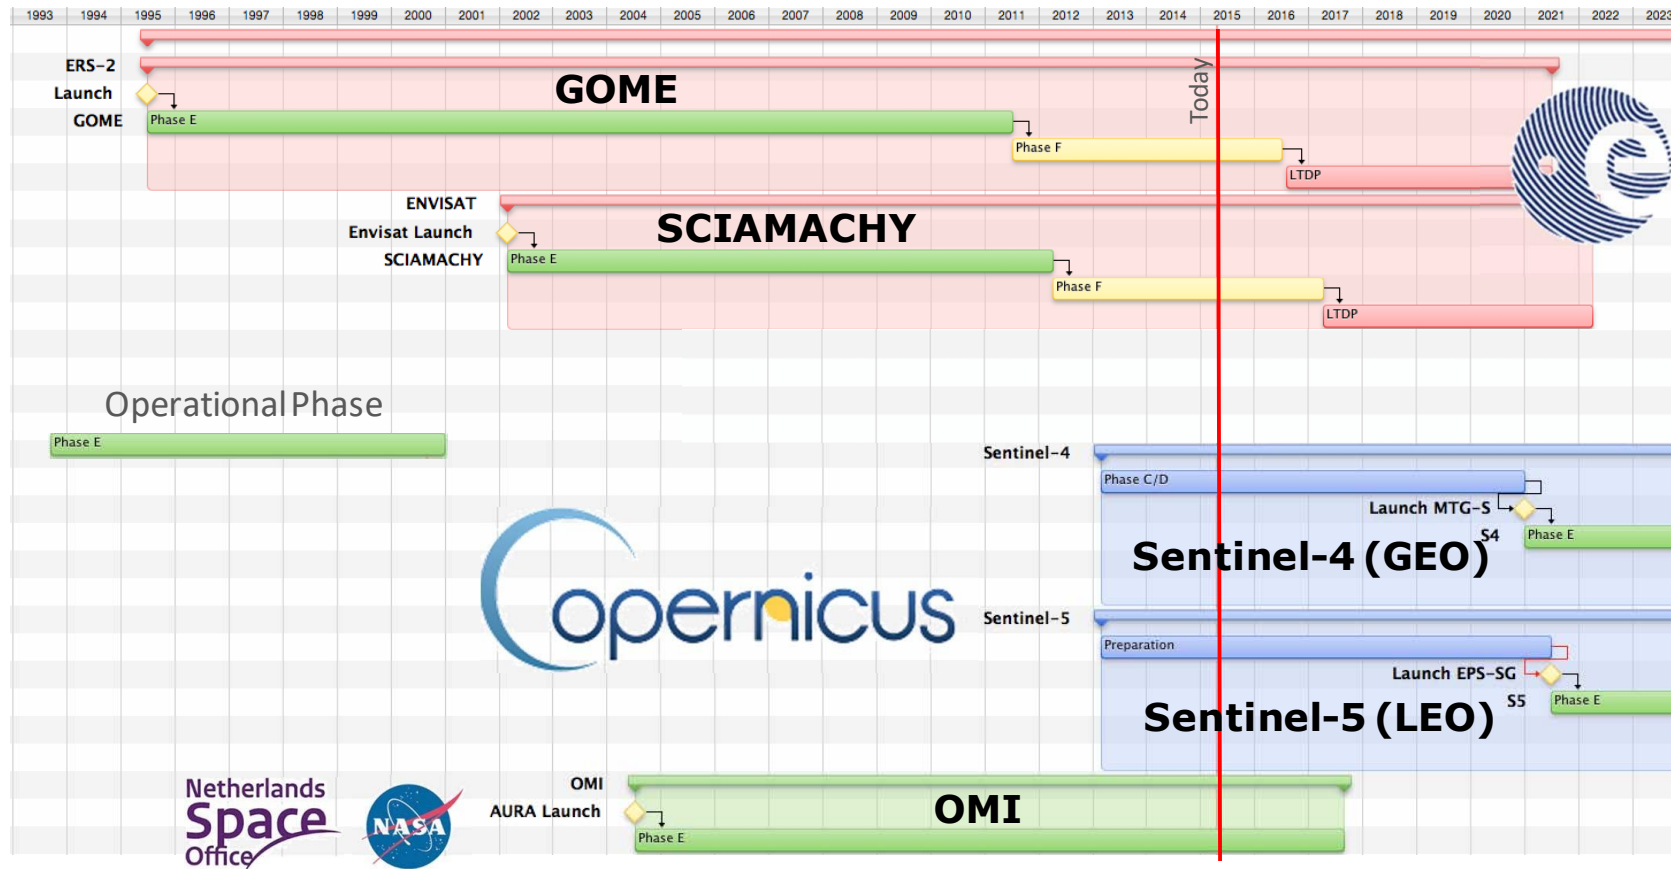 1993 1994 1995 1996 1997 1998 1999 2000 2001 2002 2003 2004 2005 2006 2007 2008 2009 2010 2011 2012 2013 2014 2015 2016 2017 2018 2019 2020 2021 2022 2023
Today
ERS-2
GOME
Launch
GOME
Phase E
Phase F
LTDP
ENVISAT
SCIAMACHY
Envisat Launch
SCIAMACHY
Phase E
Phase F
LTDP
Operational Phase
Phase E
Sentinel-4
Phase C/D
Launch MTG-S
S4
Phase E
Sentinel-4 (GEO)
opernicus
Sentinel-5
Preparation
Launch EPS-SG
S5
Phase E
Sentinel-5 (LEO)
Netherlands
Space
Office
NASA
OMI
AURA Launch
OMI
Phase E